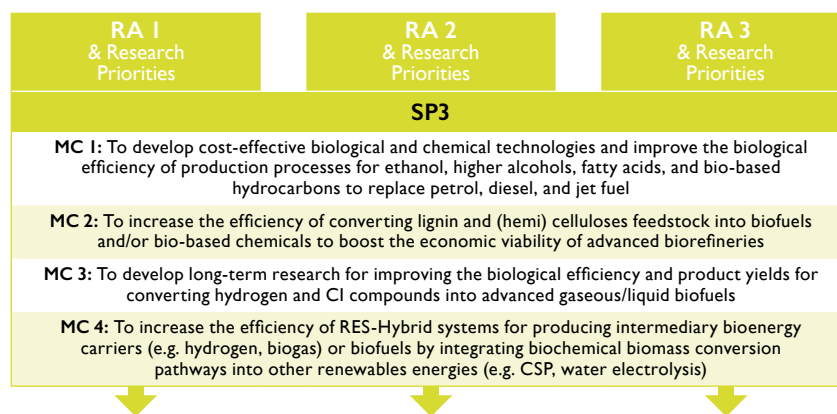 RA 1
& Research
Priorities
RA 2
& Research
Priorities
RA 3
& Research
Priorities
SP3
MC 1: To develop cost-effective biological and chemical technologies and improve the biological
efficiency of production processes for ethanol, higher alcohols, fatty acids, and bio-based
hydrocarbons to replace petrol, diesel, and jet fuel
MC 2: To increase the efficiency of converting lignin and (hemi) celluloses feedstock into biofuels
and/or bio-based chemicals to boost the economic viability of advanced biorefineries
MC 3: To develop long-term research for improving the biological efficiency and product yields for
converting hydrogen and CI compounds into advanced gaseous/liquid biofuels
MC 4: To increase the efficiency of RES-Hybrid systems for producing intermediary bioenergy
carriers (e.g. hydrogen, biogas) or biofuels by integrating biochemical biomass conversion
pathways into other renewables energies (e.g. CSP, water electrolysis)